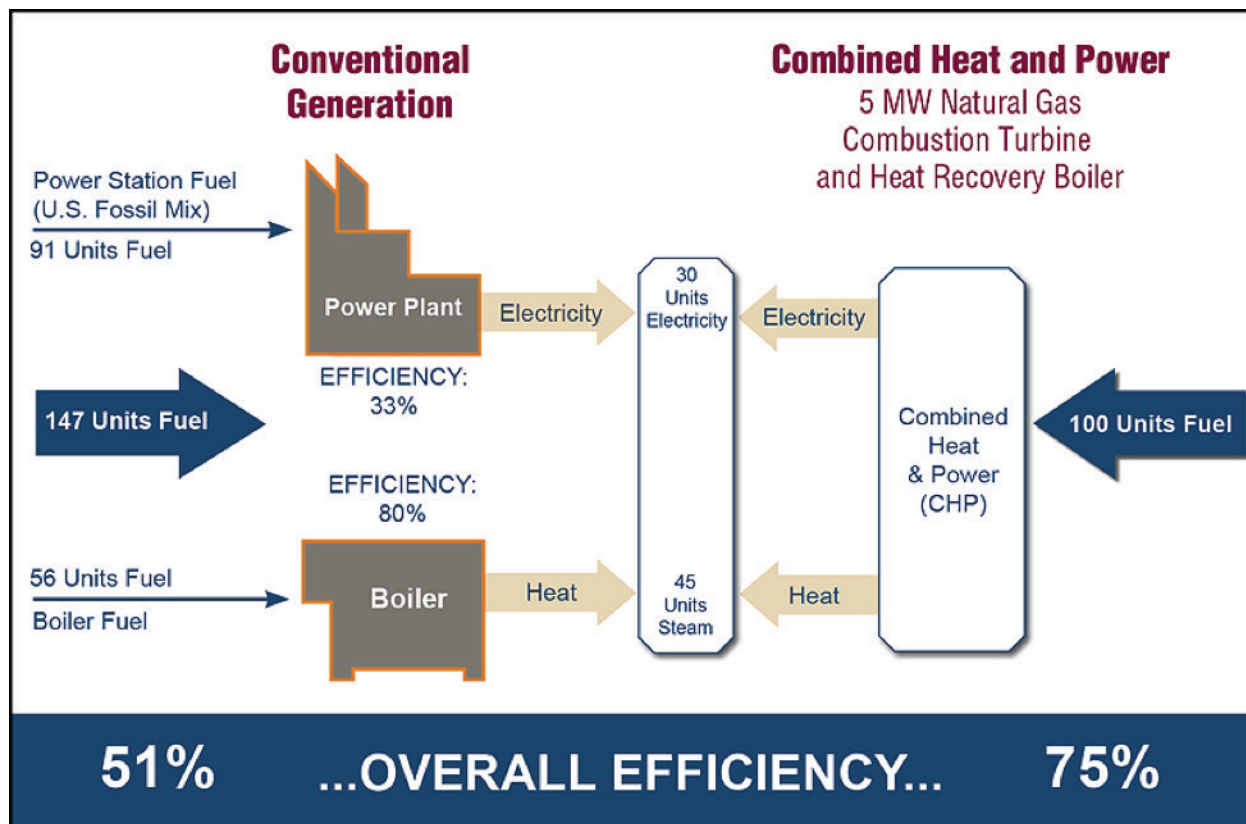 Conventional
Generation
Combined Heat and Power
5 MW Natural Gas
Combustion Turbine
and Heat Recovery Boiler
Power Station Fuel
(U.S. Fossil Mix)
91 Units Fuel
Power Plant
EFFICIENCY:
33%
147 Units Fuel
EFFICIENCY:
80%
56 Units Fuel
Boiler Fuel
Boiler
Electricity
Heat
30
Units
Electricity
45
Units
Steam
Electricity
Heat
Combined
Heat
& Power
(CHP)
100 Units Fuel
51%
...OVERALL EFFICIENCY...
75%